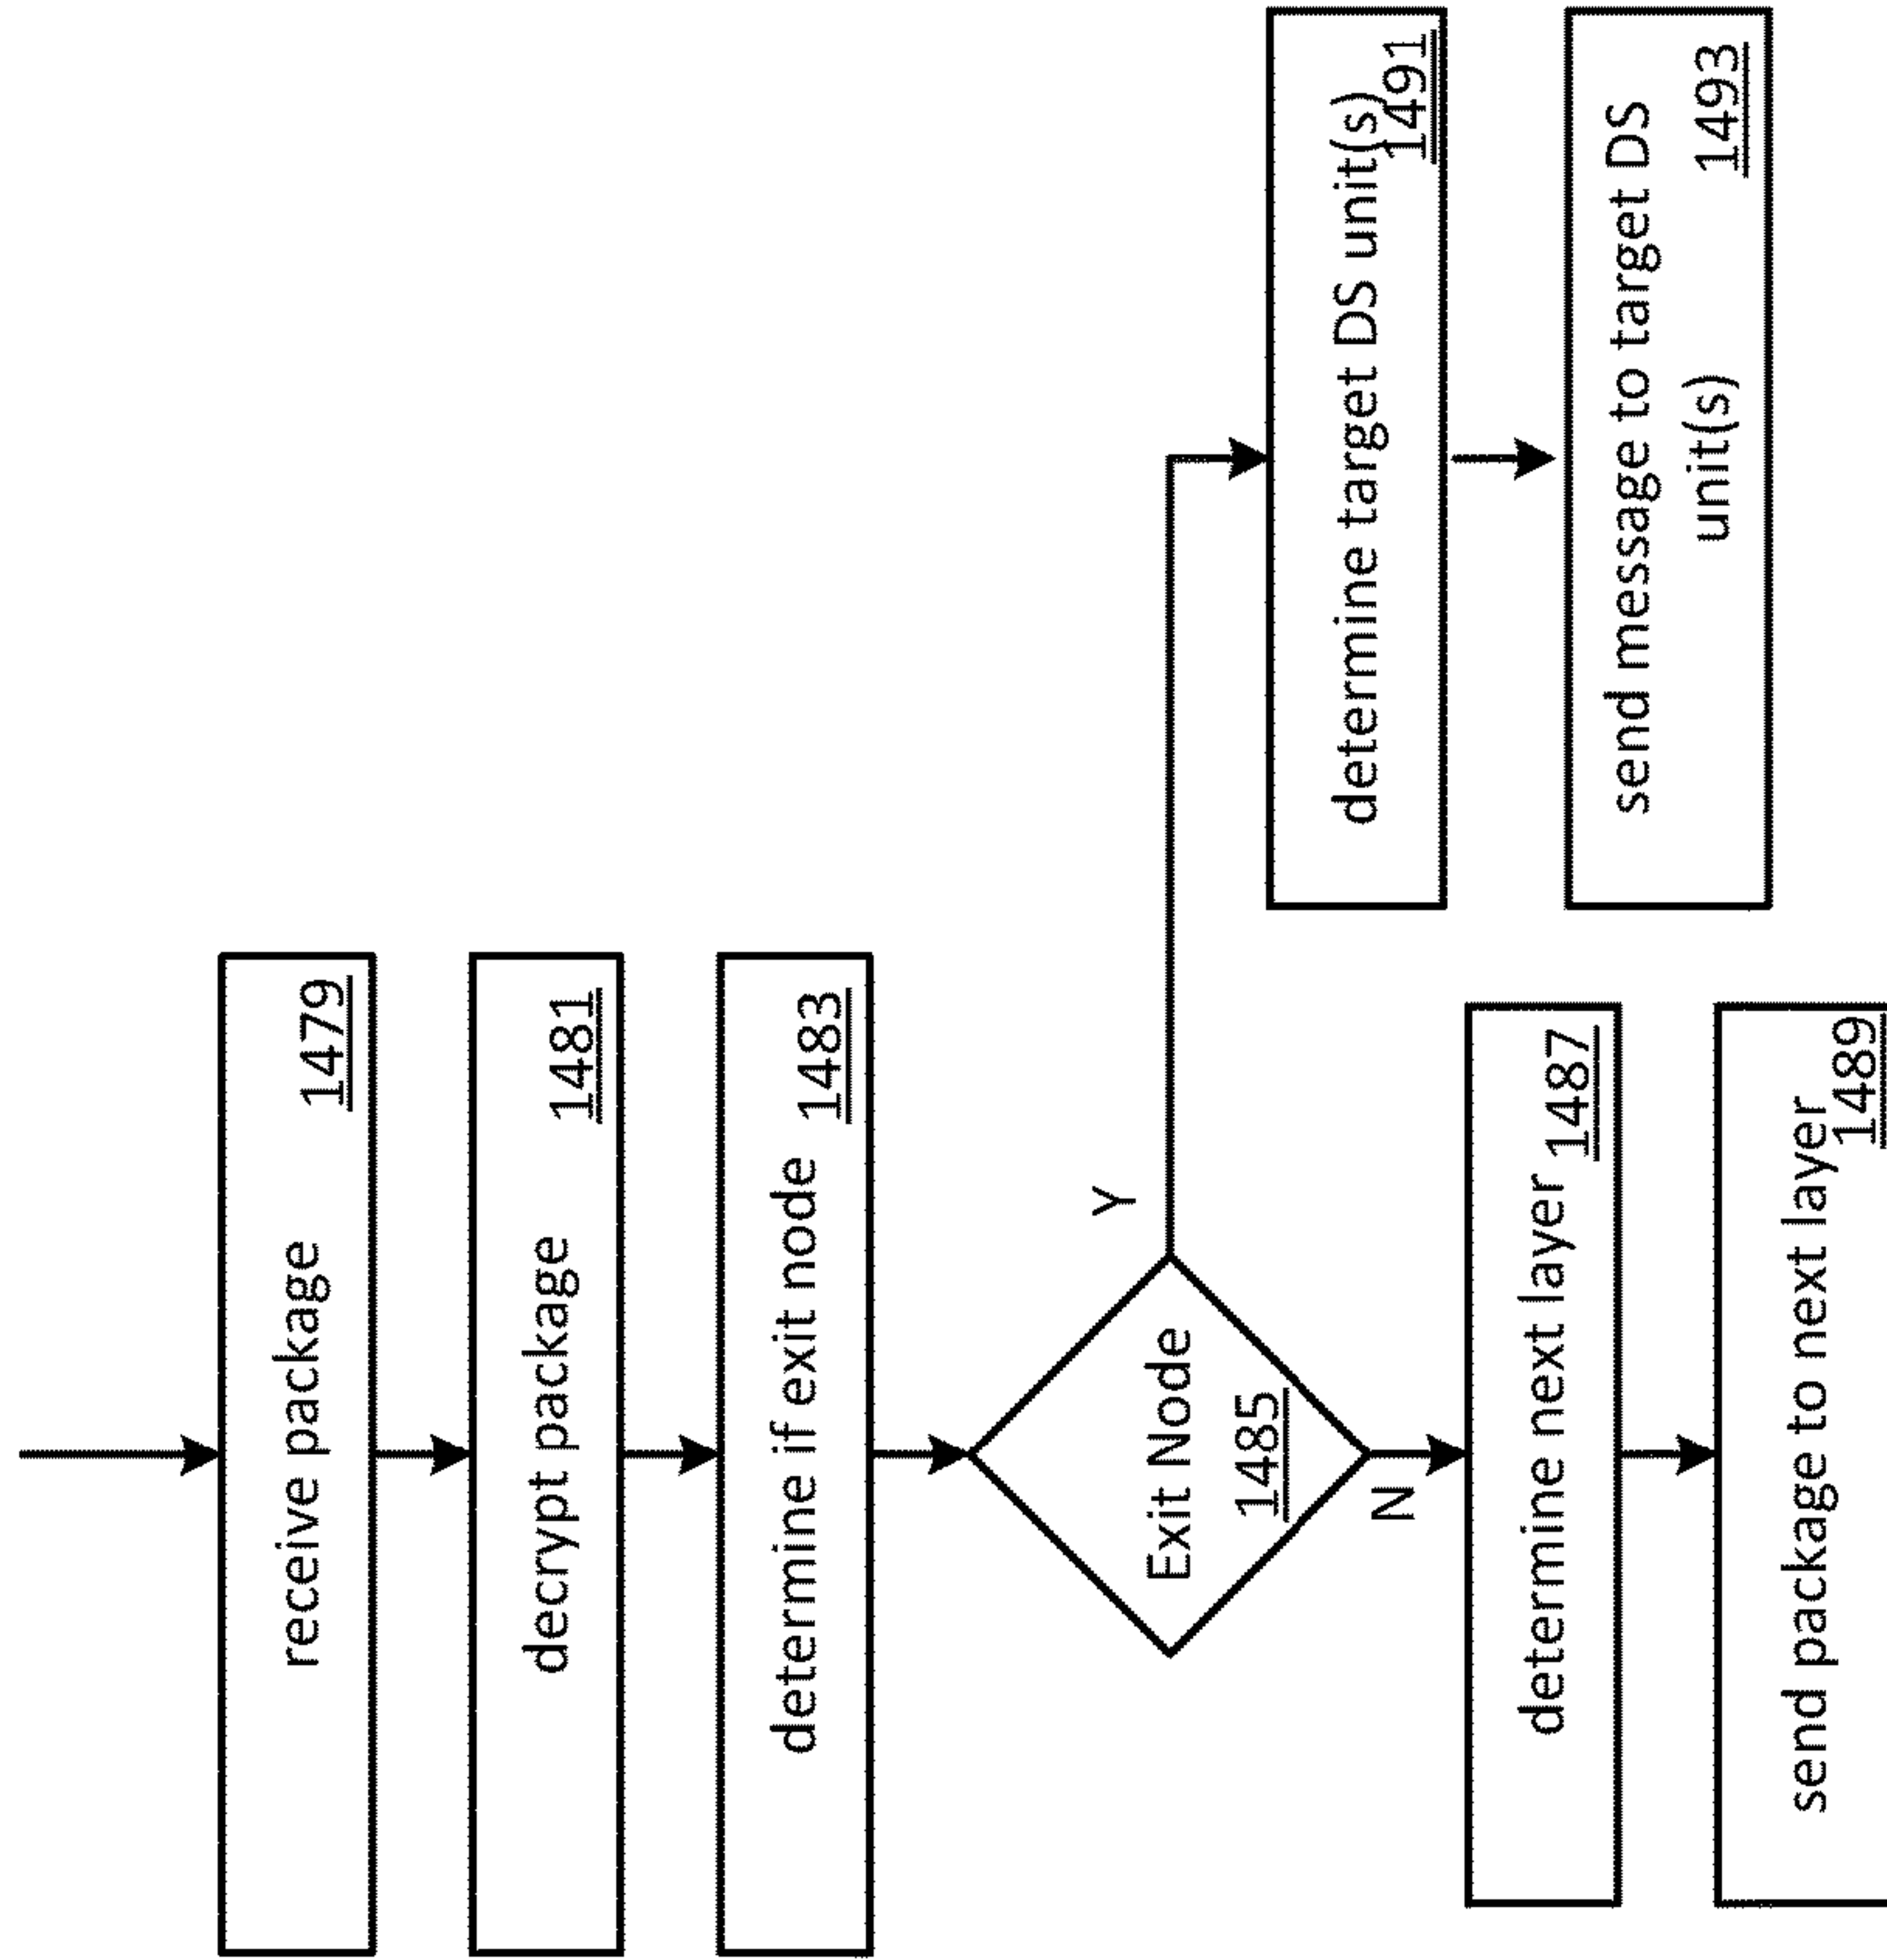 receive package
1479
decrypt package
1481
determine if exit node
1483
Exit Node
1485
Y
N
determine next layer
1487
send package to next layer
1489
determine target DS unit(s)
1491
send message to target DS
unit(s)
1493